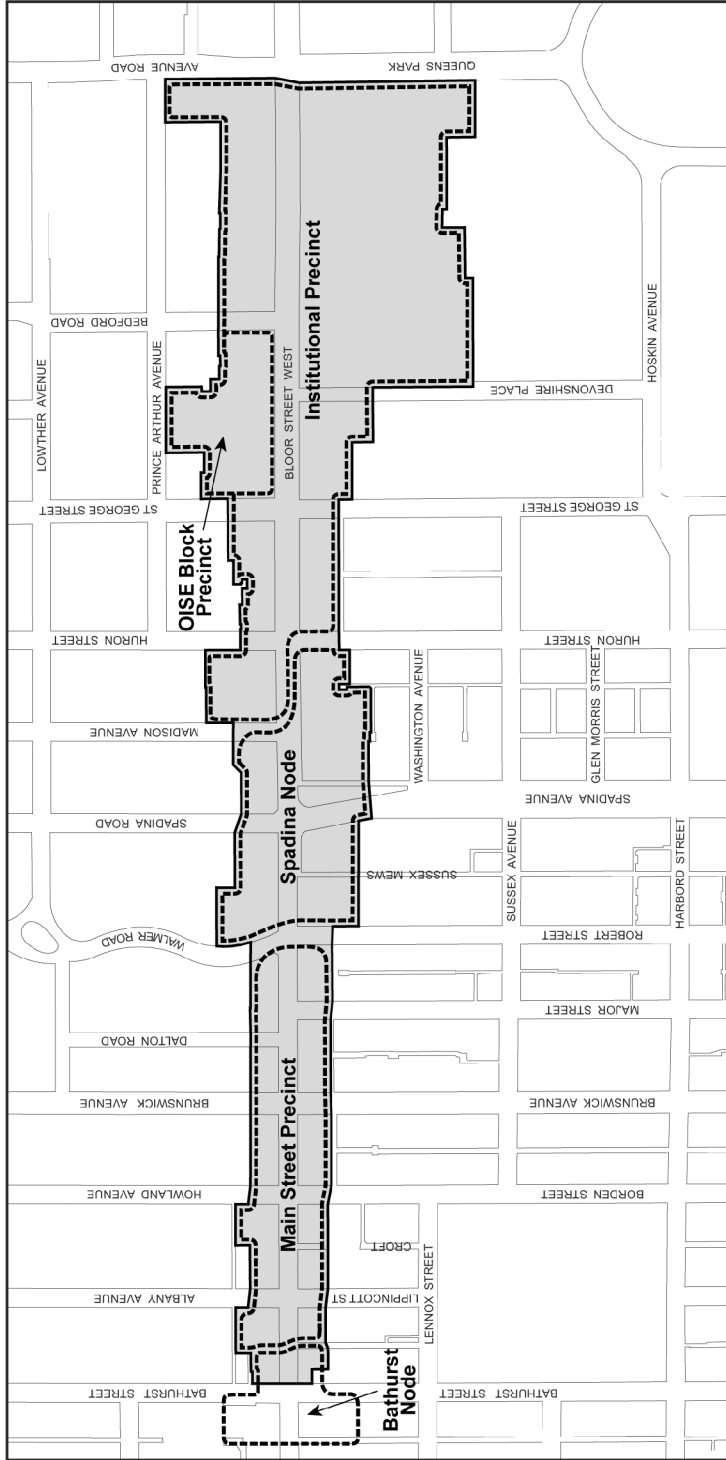 AVENUE ROAD
QUEENS PARK
BEDFORD ROAD
LOWTHER AVENUE
PRINCE ARTHUR AVENUE
BLOOR STREET WEST
Institutional Precinct
DEVONSHIRE PLACE
HOSKIN AVENUE
ST GEORGE STREET
ST GEORGE STREET
OISE Block
Precinct
HURON STREET
HURON STREET
MADISON AVENUE
WASHINGTON AVENUE
GLEN MORRIS STREET
SPADINA ROAD
Spadina Node
SPADINA AVENUE
SUSSEX MEWS
SUSSEX AVENUE
HARBORD STREET
WALMER ROAD
ROBERT STREET
MAJOR STREET
DALTON ROAD
BRUNSWICK AVENUE
BRUNSWICK AVENUE
Main Street Precinct
HOWLAND AVENUE
BORDEN STREET
CROFT
ALBANY AVENUE
LIPPINCOTT ST
LENNOX STREET
BATHURST STREET
BATHURST STREET
Bathurst
Node